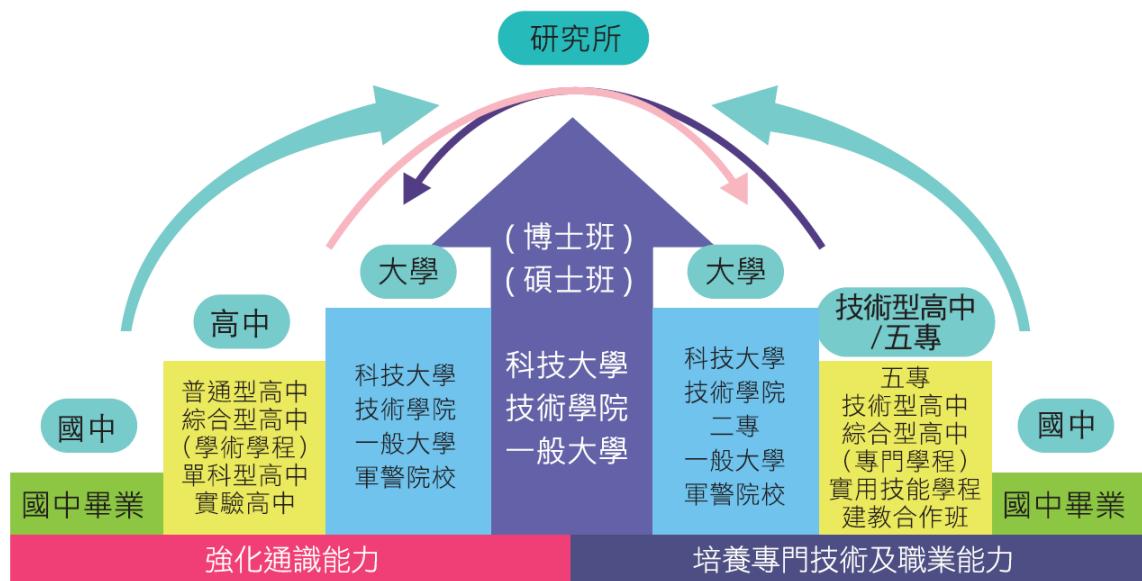 研究所
(博士班)
(碩士班)
科技大學
技術學院
一般大學
國中
國中畢業
高中
普通型高中
綜合型高中
(學術學程)
單科型高中
實驗高中
大學
科技大學
技術學院
一般大學
軍警院校
大學
科技大學
技術學院
二專
一般大學
軍警院校
技術型高中
/五專
五專
技術型高中
綜合型高中
(專門學程)
實用技能學程
建教合作班
國中
國中畢業
強化通識能力
培養專門技術及職業能力